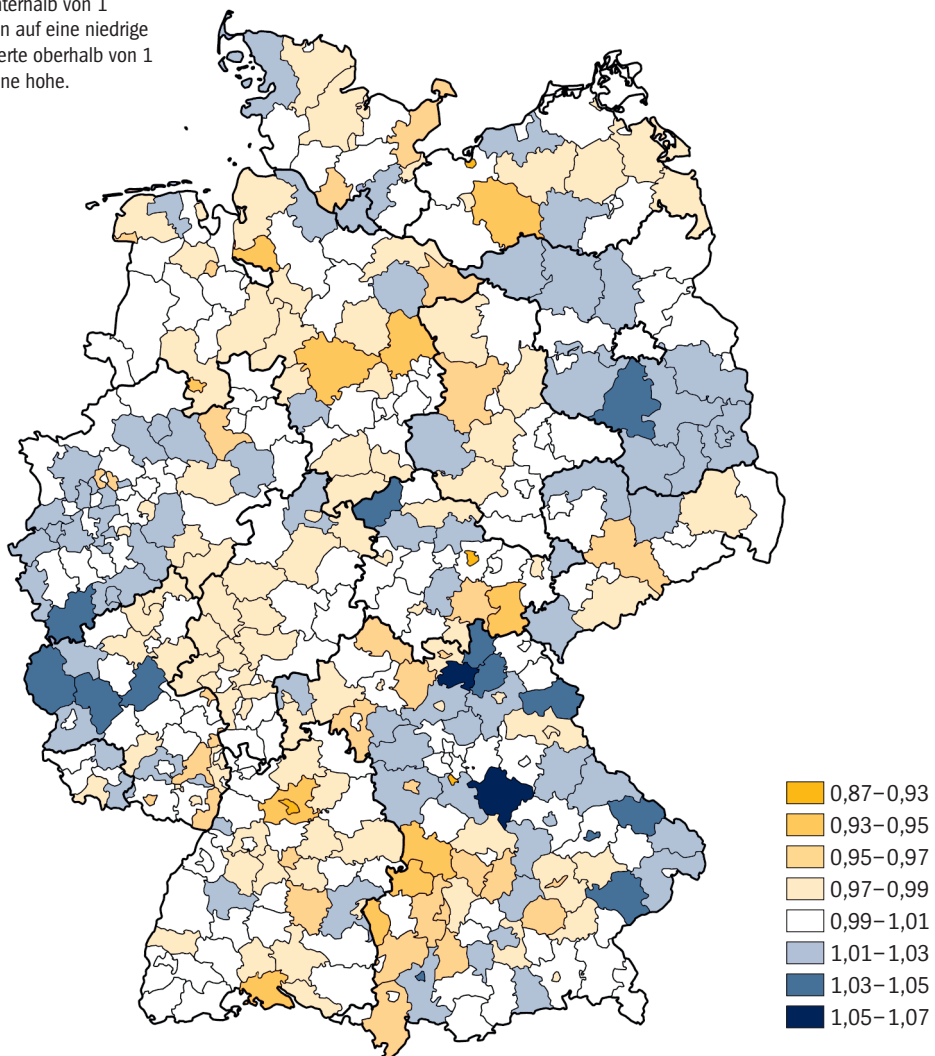 nterhalb von 1
n auf eine niedrige
erte oberhalb von 1
ne hohe.
0,87–0,93
0,93–0,95
0,95–0,97
0,97–0,99
0,99–1,01
1,01–1,03
1,03–1,05
1,05–1,07